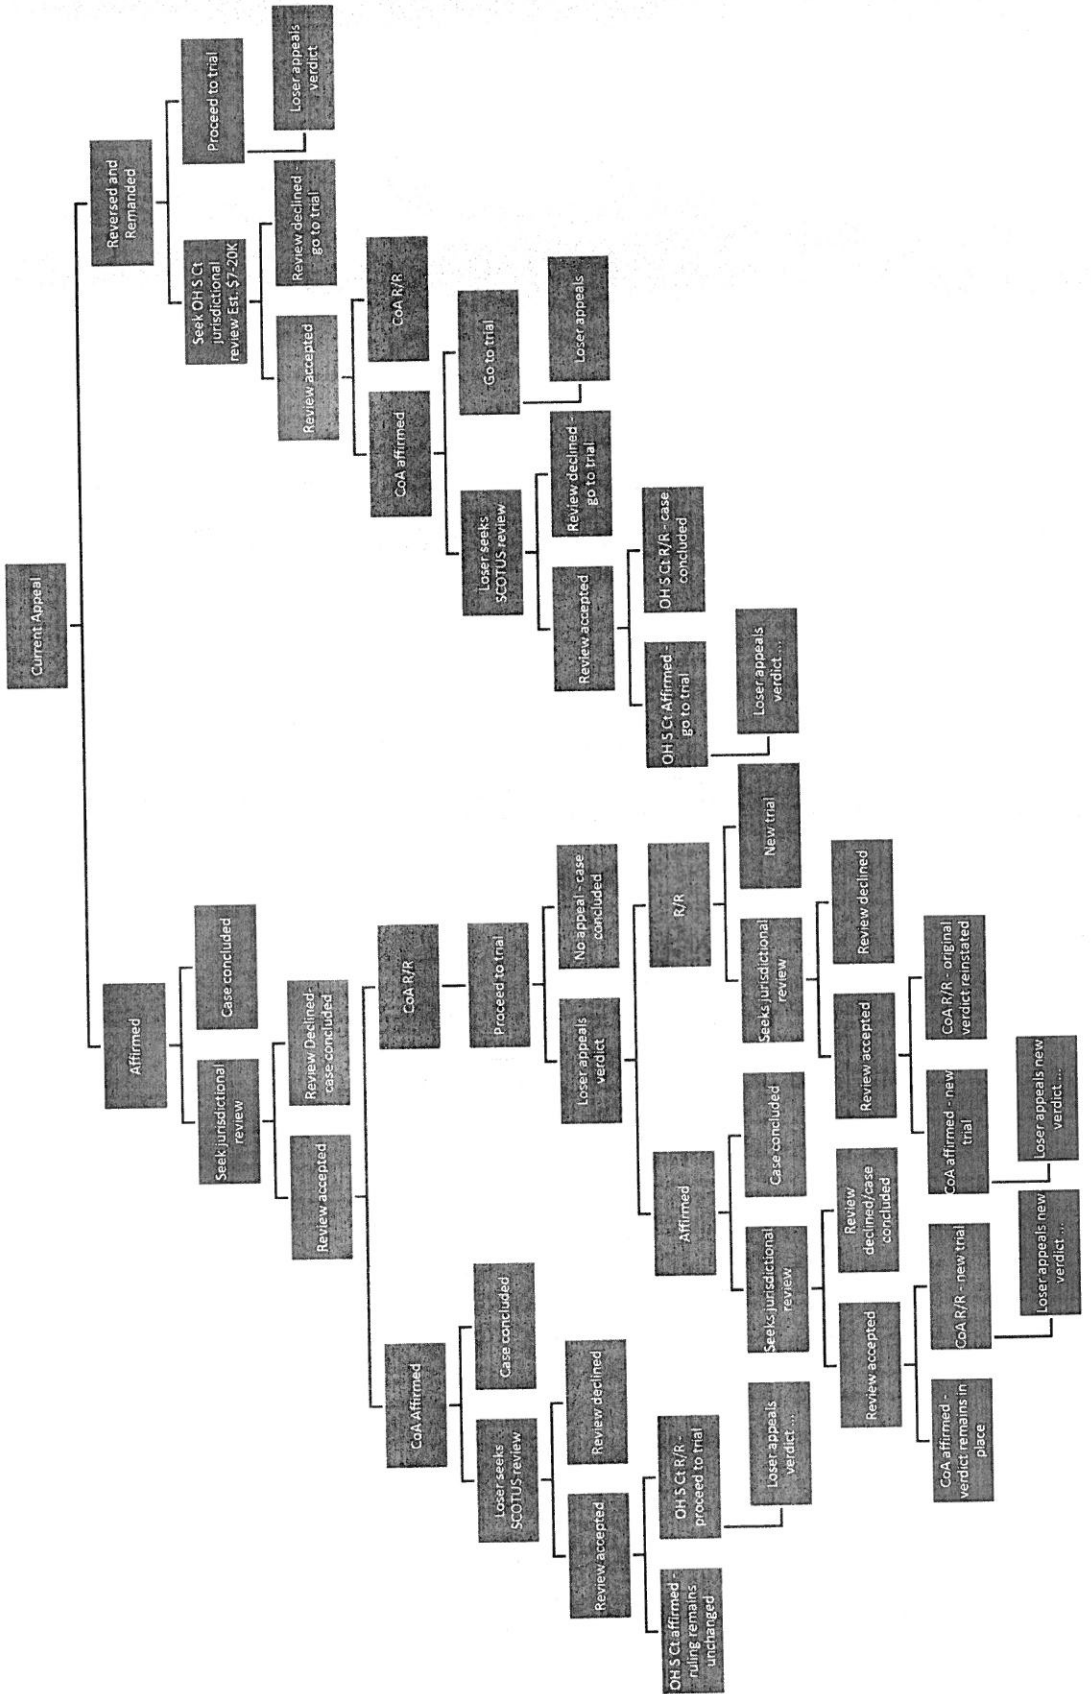 Current Appeal
Affirmed
Reversed and
Remanded
Seek jurisdictional
review
Case concluded
Seek OH S Ct
jurisdictional
review Est. $7-20K
Proceed to trial
Review accepted
Review Declined-
case concluded
Review accepted
Review declined -
go to trial
Loser appeals
verdict
CoA Affirmed
CoA R/R
CoA affirmed
CoA R/R
Loser seeks
SCOTUS review
Case concluded
Proceed to trial
Loser seeks
SCOTUS review
Go to trial
Review accepted
Review declined
Loser appeals
verdict
No appeal - case
concluded
Review accepted
Review declined -
go to trial
Loser appeals
OH S Ct affirmed -
ruling remains
unchanged
OH S Ct R/R -
proceed to trial
Affirmed
R/R
OH S Ct Affirmed -
go to trial
OH S Ct R/R - case
concluded
Loser appeals
verdict ...
Seeks jurisdictional
review
Case concluded
Seeks jurisdictional
review
New trial
Loser appeals
verdict ...
Review accepted
Review
declined/case
concluded
Review accepted
Review declined
CoA affirmed -
verdict remains in
place
CoA R/R - new trial
CoA affirmed - new
trial
CoA R/R - original
verdict reinstated
Loser appeals new
verdict ...
Loser appeals new
verdict ...